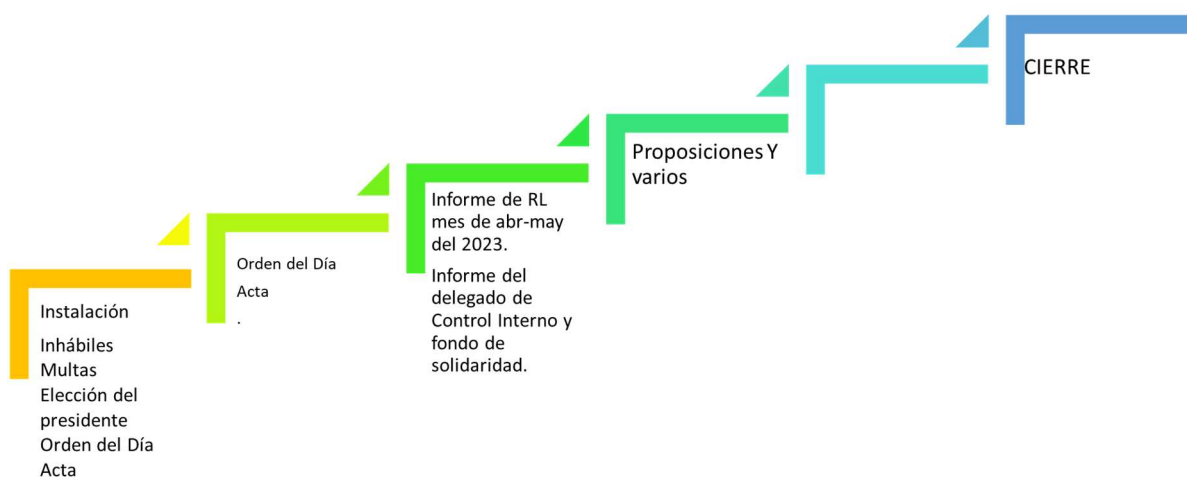 Instalación
Inhábiles
Multas
Elección del
presidente
Orden del Día
Acta
Orden del Día
Acta
.
Informe de RL
mes de abr-may
del 2023.
Informe del
delegado de
Control Interno y
fondo de
solidaridad.
Proposiciones Y
varios
CIERRE